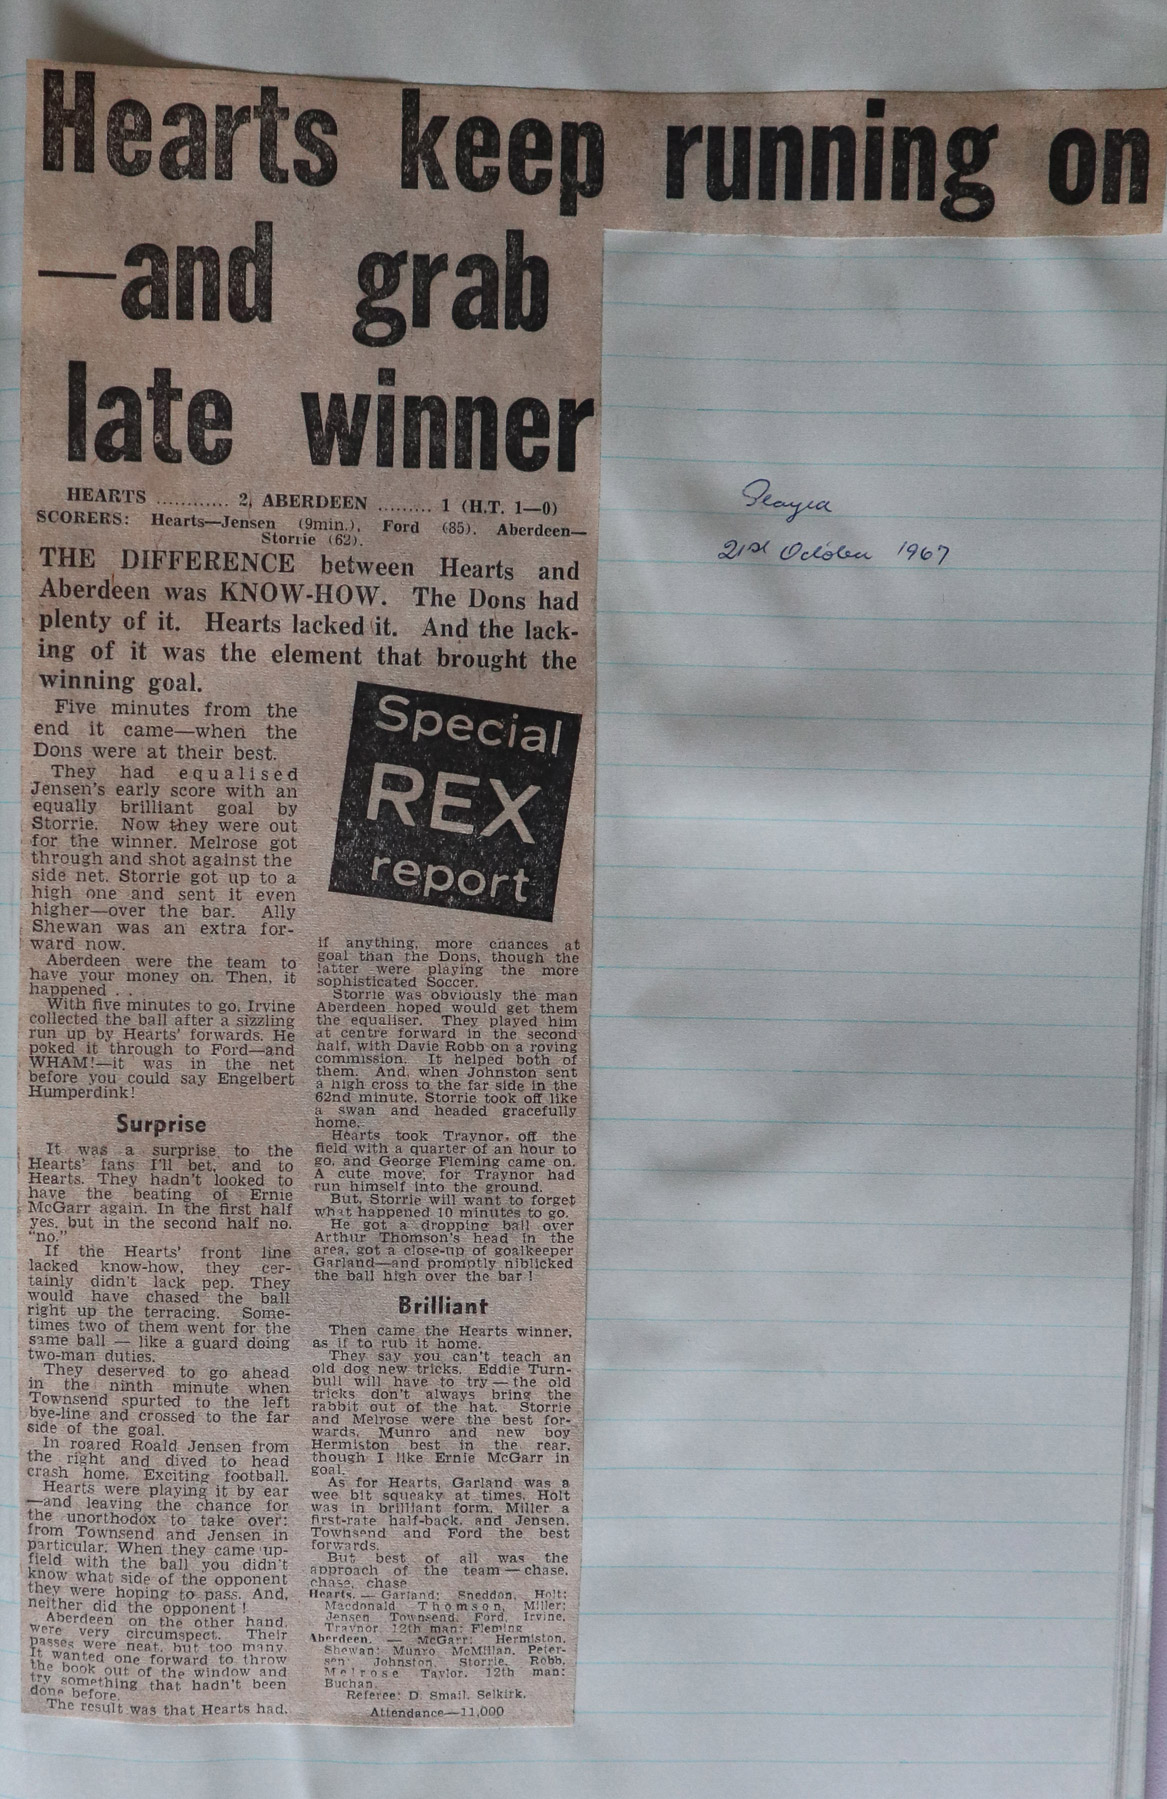 Hearts keep running on
—and grab
late winner
HEARTS ............ 2, ABERDEEN ......... 1 (H.T. 1—0)
SCORERS: Hearts—Jensen (9min.), Ford (85). Aberdeen—
Storrie (62).
THE DIFFERENCE between Hearts and
Aberdeen was KNOW-HOW. The Dons had
plenty of it. Hearts lacked it. And the lack-
ing of it was the element that brought the
winning goal.
Five minutes from the
end it came—when the
Dons were at their best.
They had equalised
Jensen's early score with an
equally brilliant goal by
Storrie. Now they were out
for the winner. Melrose got
through and shot against the
side net. Storrie got up to a
high one and sent it even
higher—over the bar. Ally
Shewan was an extra for-
ward now.
Aberdeen were the team to
have your money on. Then, it
happened . .
With five minutes to go, Irvine
collected the ball after a sizzling
run up by Hearts' forwards. He
poked it through to Ford—and
WHAM!—it was in the net
before you could say Engelbert
Humperdink!
Surprise
It was a surprise to the
Hearts' fans I'll bet, and to
Hearts. They hadn't looked to
have the beating of Ernie
McGarr again. In the first half
yes, but in the second half no.
"no."
If the Hearts' front line
lacked know-how, they cer-
tainly didn't lack pep. They
would have chased the ball
right up the terracing. Some-
times two of them went for the
same ball — like a guard doing
two-man duties.
They deserved to go ahead
in the ninth minute when
Townsend spurted to the left
bye-line and crossed to the far
side of the goal.
In roared Roald Jensen from
the right and dived to head
crash home. Exciting football.
Hearts were playing it by ear
—and leaving the chance for
the unorthodox to take over:
from Townsend and Jensen in
particular. When they came up-
field with the ball you didn't
know what side of the opponent
they were hoping to pass. And,
neither did the opponent !
Aberdeen on the other hand,
were very circumspect. Their
passes were neat, but too many.
It wanted one forward to throw
the book out of the window and
try something that hadn't been
done before.
The result was that Hearts had,
Special
REX
report
if anything, more chances at
goal than the Dons, though the
latter were playing the more
sophisticated Soccer.
Storrie was obviously the man
Aberdeen hoped would get them
the equaliser. They played him
at centre forward in the second
half, with Davie Robb on a roving
commission. It helped both of
them. And, when Johnston sent
a high cross to the far side in the
62nd minute, Storrie took off like
a swan and headed gracefully
home.
Hearts took Traynor, off the
field with a quarter of an hour to
go, and George Fleming came on.
A cute move, for Traynor had
run himself into the ground.
But, Storrie will want to forget
what happened 10 minutes to go.
He got a dropping ball over
Arthur Thomson's head in the
area, got a close-up of goalkeeper
Garland—and promptly niblicked
the ball high over the bar !
Brilliant
Then came the Hearts winner,
as if to rub it home.
They say you can't teach an
old dog new tricks. Eddie Turn-
bull will have to try — the old
tricks don't always bring the
rabbit out of the hat. Storrie
and Melrose were the best for-
wards, Munro and new boy
Hermiston best in the rear,
though I like Ernie McGarr in
goal.
As for Hearts, Garland was a
wee bit squeaky at times, Holt
was in brilliant form, Miller a
first-rate half-back, and Jensen,
Townsend and Ford the best
forwards.
But best of all was the
approach of the team — chase,
chase, chase
Hearts. — Garland; Sneddon, Holt;
Macdonald Thomson, Miller;
Jensen Townsend, Ford, Irvine,
Traynor. 12th man: Fleming
Aberdeen. — McGarr; Hermiston,
Shewan; Munro McMillan, Peter-
sen; Johnston, Storrie, Robb,
Melrose Taylor. 12th man:
Buchan.
Referee: D. Smail, Selkirk.
Attendance—11,000
21st October 1967